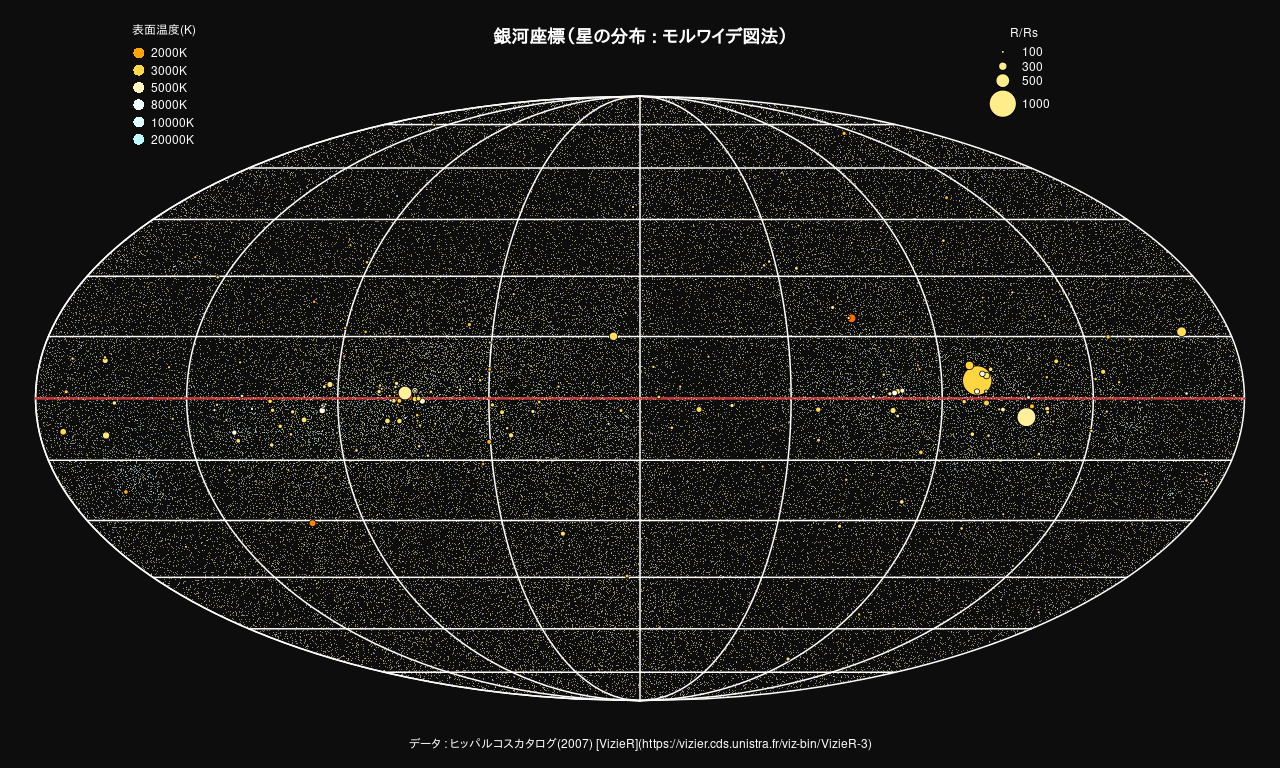 銀河座標（星の分布 : モルワイデ図法）
表面温度(K)
2000K
3000K
5000K
8000K
10000K
20000K
R/Rs
100
300
500
1000
データ : ヒッパルコスカタログ(2007) [VizieR](https://vizier.cds.unistra.fr/viz-bin/VizieR-3)